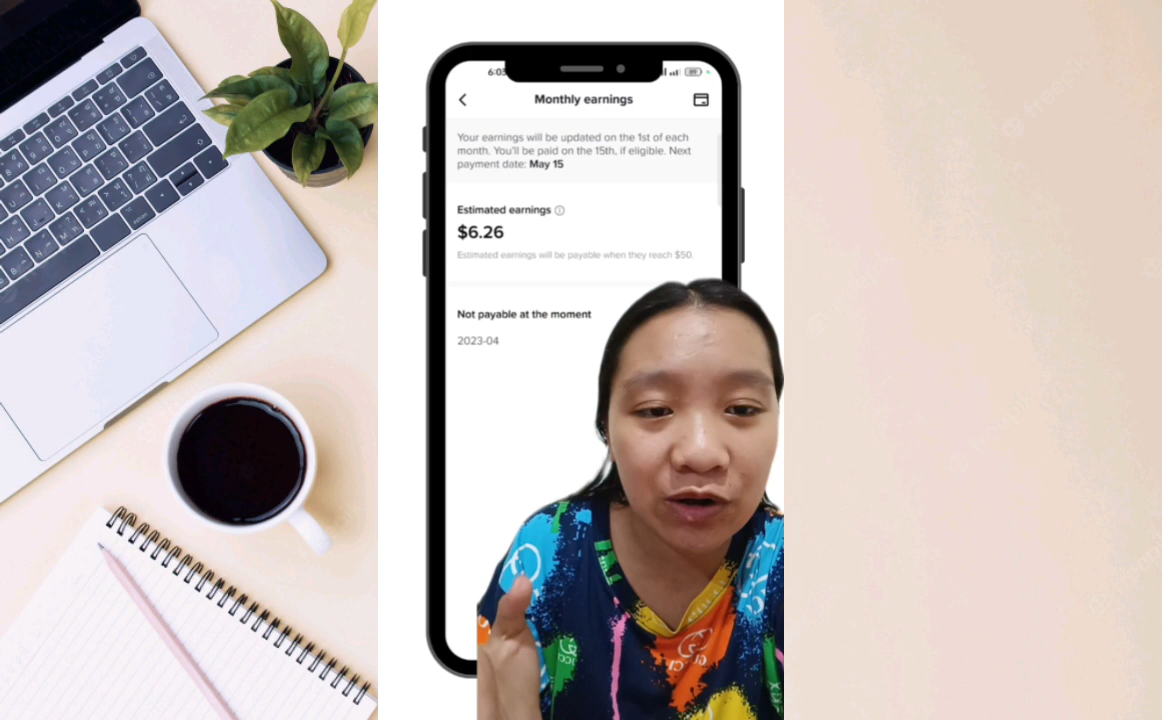 6:03
Monthly earnings
Your earnings will be updated on the 1st of each
month. You'll be paid on the 15th, if eligible. Next
payment date: May 15
Estimated earnings
$6.26
Estimated earnings will be payable when they reach $50.
Not payable at the moment
2023-04